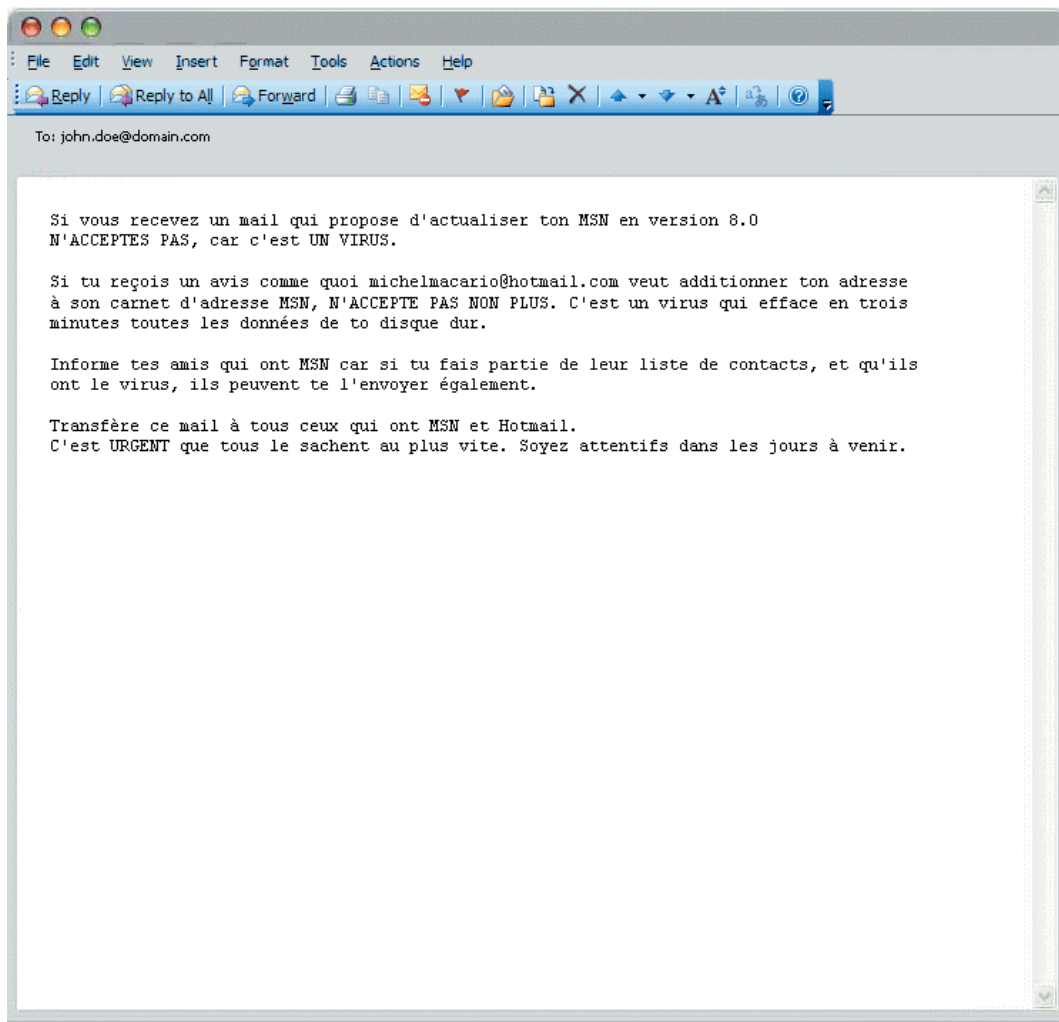 File Edit View Insert Format Tools Actions Help
Reply Reply to All Forward
To: john.doe@domain.com
Si vous recevez un mail qui propose d'actualiser ton MSN en version 8.0
N'ACCEPTES PAS, car c'est UN VIRUS.
Si tu reçois un avis comme quoi michelmacario@hotmail.com veut additionner ton adresse
à son carnet d'adresse MSN, N'ACCEPTE PAS NON PLUS. C'est un virus qui efface en trois
minutes toutes les données de to disque dur.
Informe tes amis qui ont MSN car si tu fais partie de leur liste de contacts, et qu'ils
ont le virus, ils peuvent te l'envoyer également.
Transfère ce mail à tous ceux qui ont MSN et Hotmail.
C'est URGENT que tous le sachent au plus vite. Soyez attentifs dans les jours à venir.